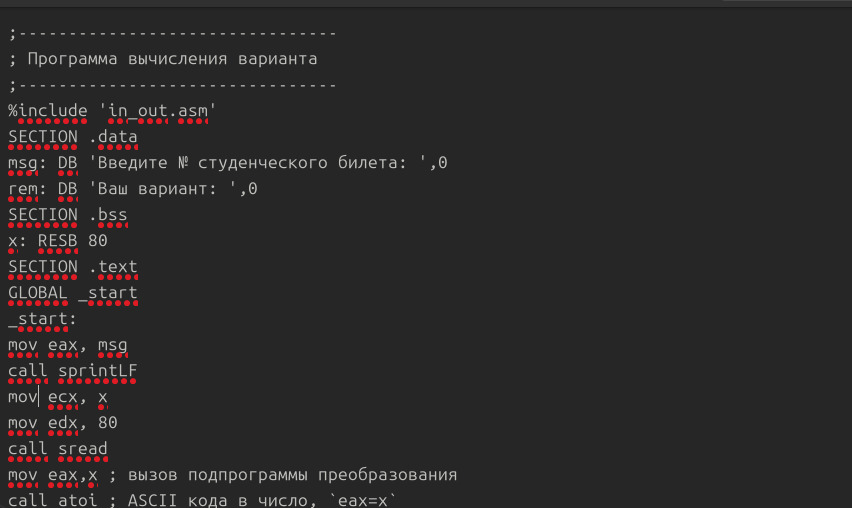 ;--------------------------------
; Программа вычисления варианта
;--------------------------------
%include 'in_out.asm'
SECTION .data
msg: DB 'Введите № студенческого билета: ',0
rem: DB 'Ваш вариант: ',0
SECTION .bss
x: RESB 80
SECTION .text
GLOBAL _start
_start:
mov eax, msg
call sprintLF
mov ecx, x
mov edx, 80
call sread
mov eax,x ; вызов подпрограммы преобразования
call atoi ; ASCII кода в число, `eax=x`